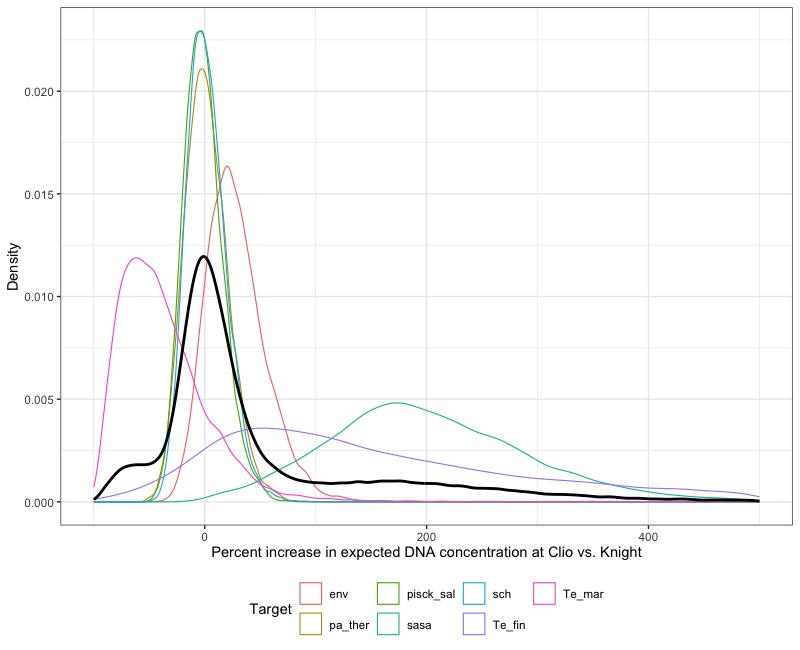 Density
0.020
0.015
0.010
0.005
0.000
0 200 400
Percent increase in expected DNA concentration at Clio vs. Knight
Target
env pisck_sal sch Te_mar
pa_ther sasa Te_fin